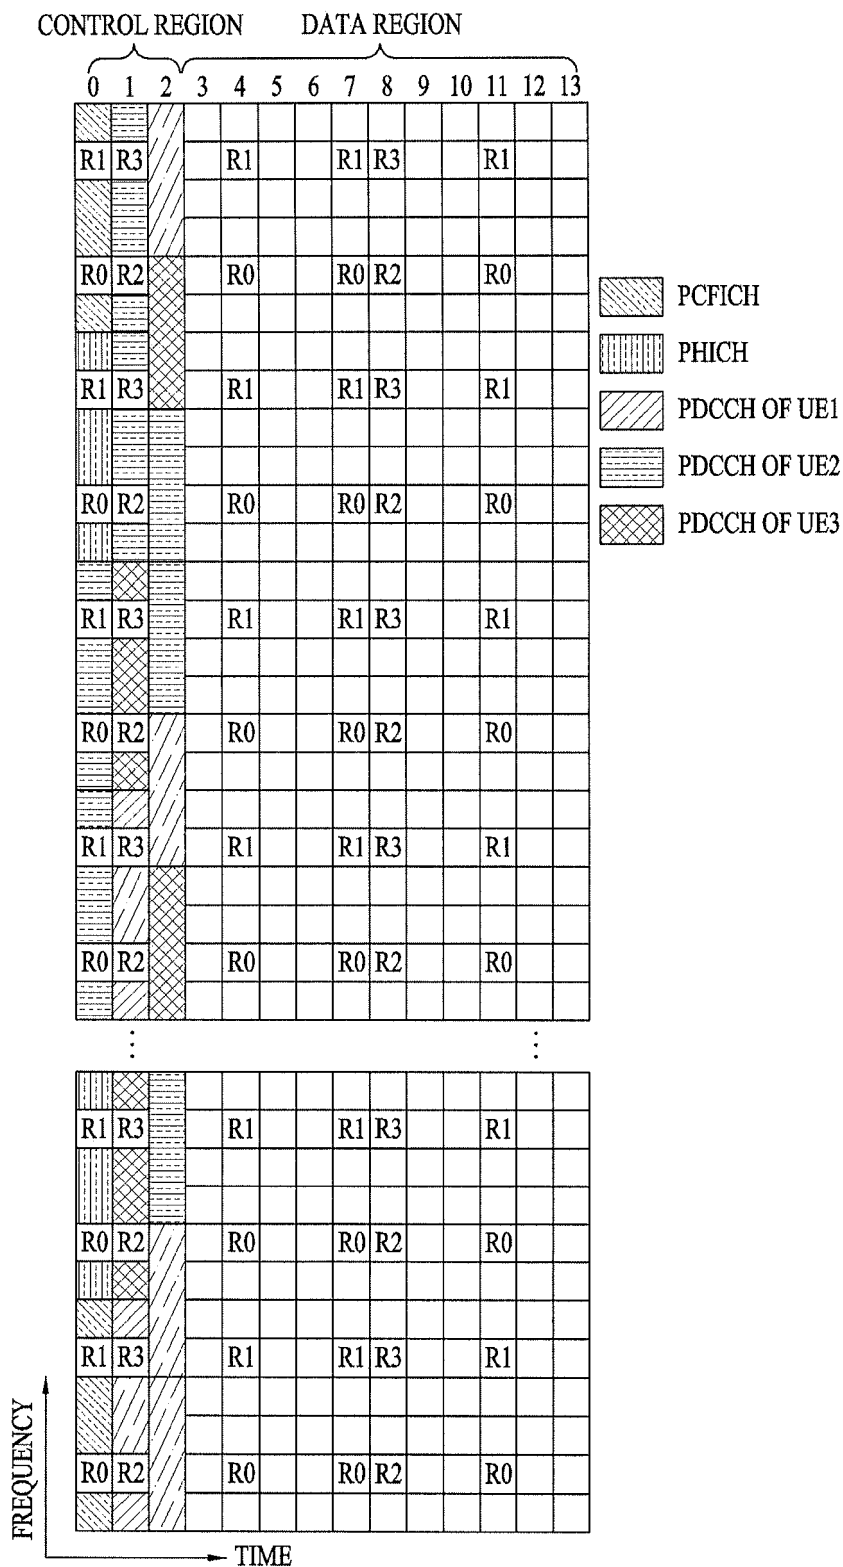 CONTROL REGION DATA REGION
0 1 2 3 4 5 6 7 8 9 10 11 12 13
R1 R3 R1 R1 R3 R1
R0 R2 R0 R0 R2 R0
PCFICH
PHICH
R1 R3 R1 R1 R3 R1
PDCCH OF UE1
PDCCH OF UE2
R0 R2 R0 R0 R2 R0
PDCCH OF UE3
R1 R3 R1 R1 R3 R1
R0 R2 R0 R0 R2 R0
R1 R3 R1 R1 R3 R1
R0 R2 R0 R0 R2 R0
R1 R3 R1 R1 R3 R1
R0 R2 R0 R0 R2 R0
R1 R3 R1 R1 R3 R1
R0 R2 R0 R0 R2 R0
FREQUENCY
TIME